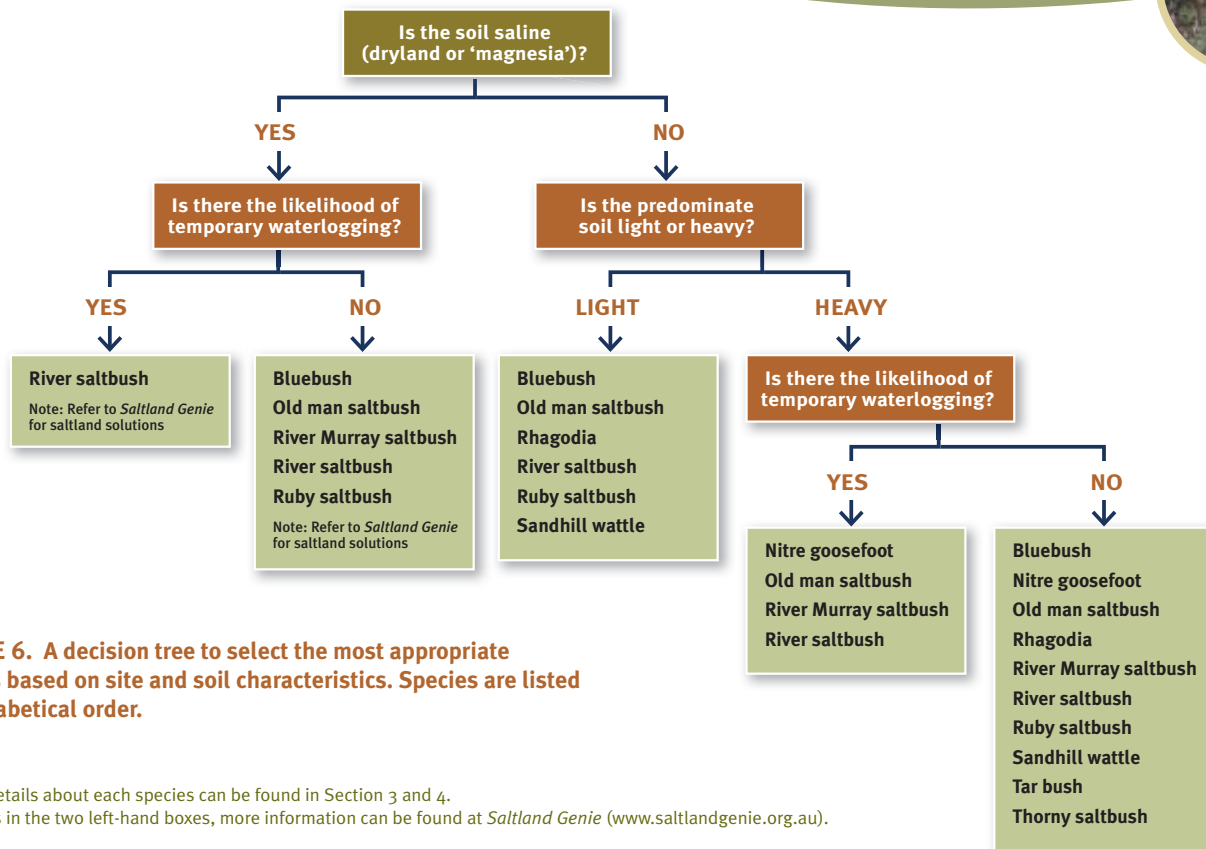 Is the soil saline
(dryland or ‘magnesia’)?
YES
NO
Is there the likelihood of
temporary waterlogging?
Is the predominate
soil light or heavy?
YES
NO
LIGHT
HEAVY
River saltbush
Note: Refer to Saltland Genie
for saltland solutions
Bluebush
Old man saltbush
River Murray saltbush
River saltbush
Ruby saltbush
Note: Refer to Saltland Genie
for saltland solutions
Bluebush
Old man saltbush
Rhagodia
River saltbush
Ruby saltbush
Sandhill wattle
Is there the likelihood of
temporary waterlogging?
YES
NO
Nitre goosefoot
Old man saltbush
River Murray saltbush
River saltbush
Bluebush
Nitre goosefoot
Old man saltbush
Rhagodia
River Murray saltbush
River saltbush
Ruby saltbush
Sandhill wattle
Tar bush
Thorny saltbush
6. A decision tree to select the most appropriate
based on site and soil characteristics. Species are listed
order.
about each species can be found in Section 3 and 4.
in the two left-hand boxes, more information can be found at Saltland Genie (www.saltlandgenie.org.au).